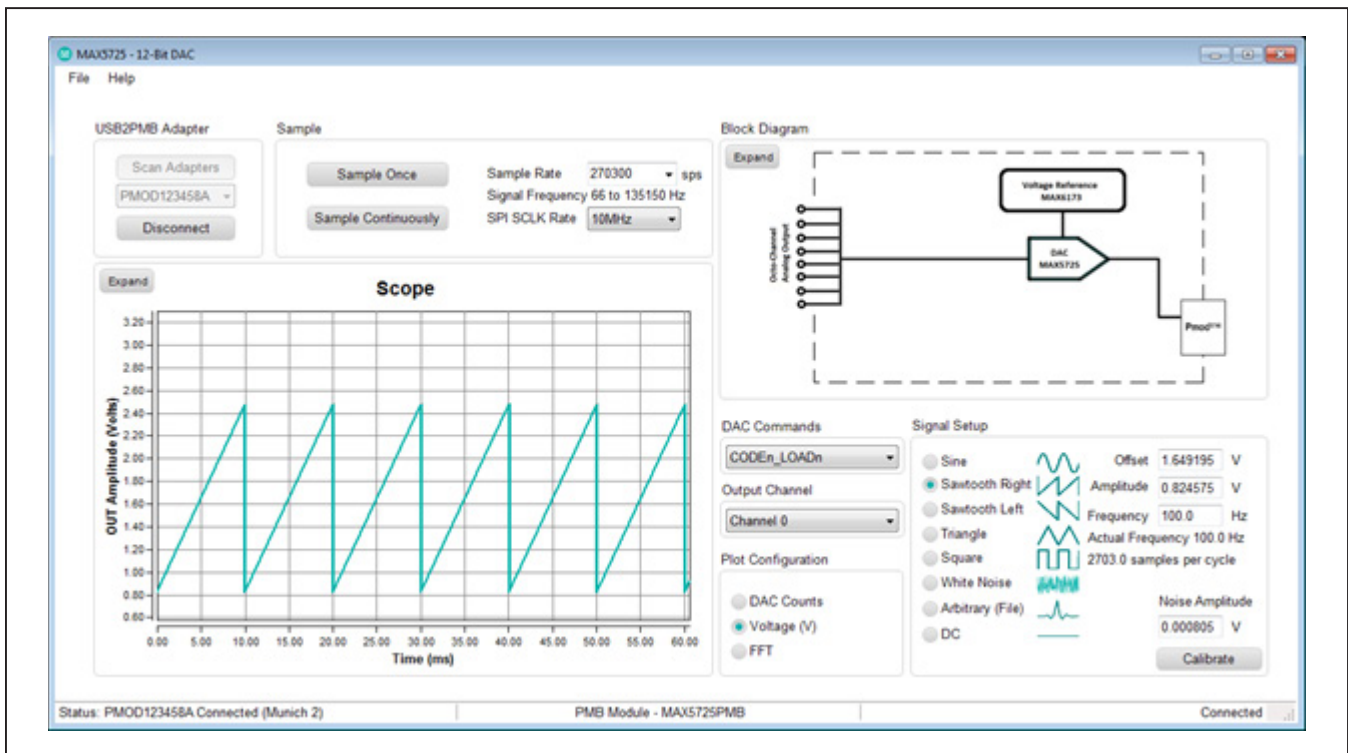 MAX5725 - 12-Bit DAC
File Help
USB2PMB Adapter
Scan Adapters
PMOD123458A
Disconnect
Sample
Sample Once
Sample Continuously
Sample Rate 270300 sps
Signal Frequency 66 to 135150 Hz
SPI SCLK Rate 10MHz
Expand
Scope
OUT Amplitude (Volts)
3.20
3.00
2.80
2.60
2.40
2.20
2.00
1.80
1.60
1.40
1.20
1.00
0.80
0.60
0.00 5.00 10.00 15.00 20.00 25.00 30.00 35.00 40.00 45.00 50.00 55.00 60.00
Time (ms)
Block Diagram
Expand
Voltage Reference
MAX6173
Octo-Channel
Analog Output
DAC
MAX5725
Pmod™
DAC Commands
CODEn_LOADn
Output Channel
Channel 0
Plot Configuration
DAC Counts
Voltage (V)
FFT
Signal Setup
Sine
Sawtooth Right
Sawtooth Left
Triangle
Square
White Noise
Arbitrary (File)
DC
Offset 1.649195 V
Amplitude 0.824575 V
Frequency 100.0 Hz
Actual Frequency 100.0 Hz
2703.0 samples per cycle
Noise Amplitude
0.000805 V
Calibrate
Status: PMOD123458A Connected (Munich 2)
PMB Module - MAX5725PMB
Connected